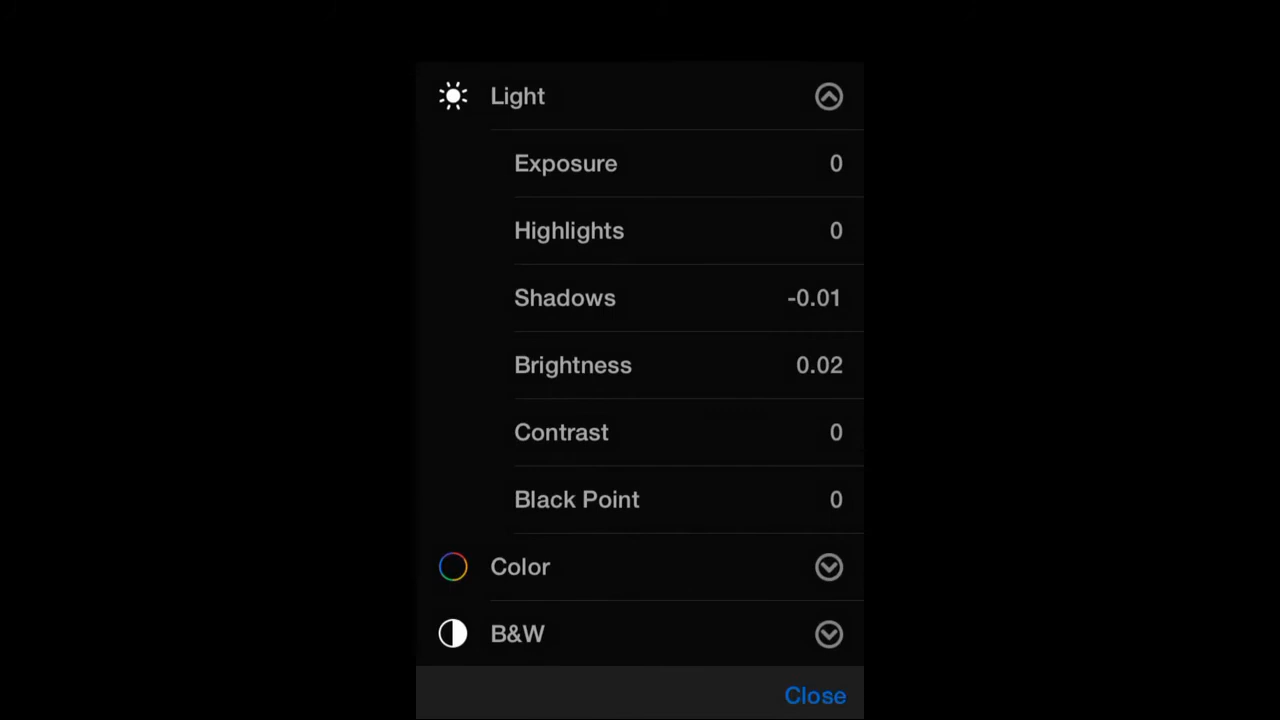 Light
Exposure 0
Highlights 0
Shadows -0.01
Brightness 0.02
Contrast 0
Black Point 0
Color
B&W
Close